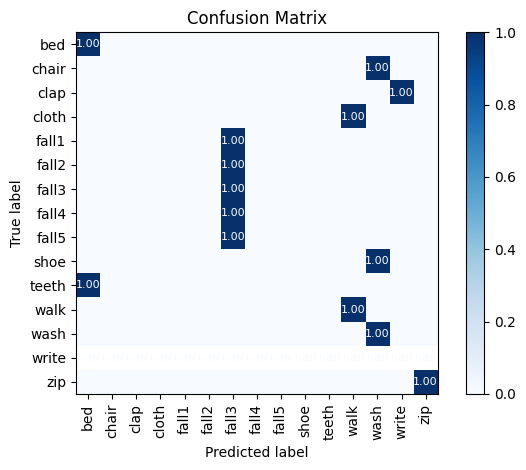 Confusion Matrix
True label
bed
1.00
chair
1.00
clap
1.00
cloth
1.00
fall1
1.00
fall2
1.00
fall3
1.00
fall4
1.00
fall5
1.00
shoe
1.00
teeth
1.00
walk
1.00
wash
1.00
write
zip
1.00
bed
chair
clap
cloth
fall1
fall2
fall3
fall4
fall5
shoe
teeth
walk
wash
write
zip
Predicted label
1.0
0.8
0.6
0.4
0.2
0.0